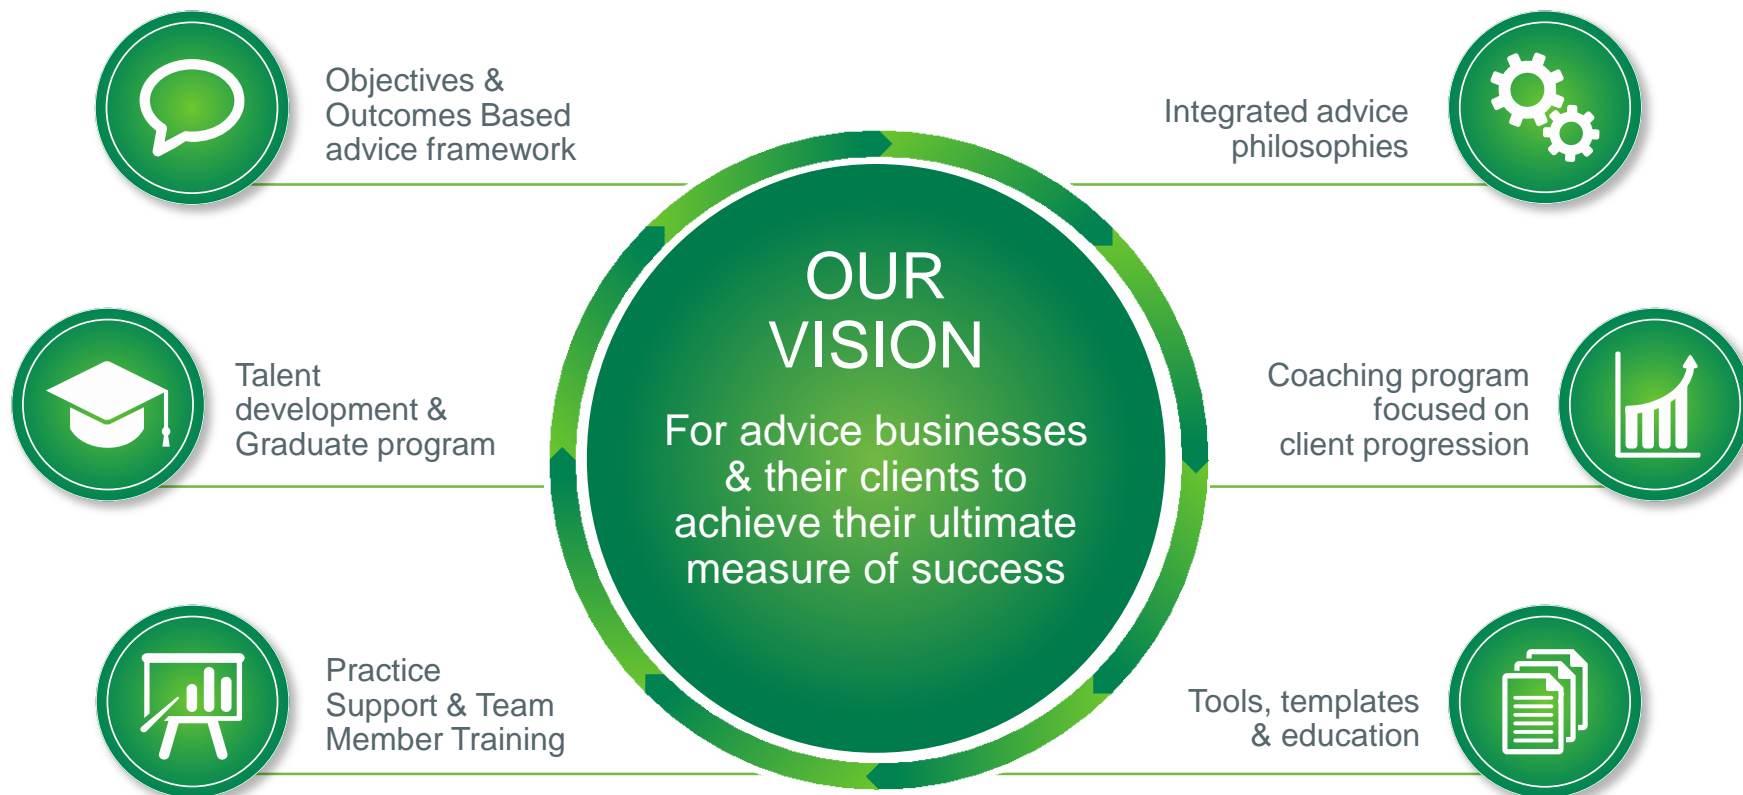 Objectives &
Outcomes Based
advice framework
Integrated advice
philosophies
OUR
VISION
For advice businesses
& their clients to
achieve their ultimate
measure of success
Talent
development &
Graduate program
Coaching program
focused on
client progression
Practice
Support & Team
Member Training
Tools, templates
& education